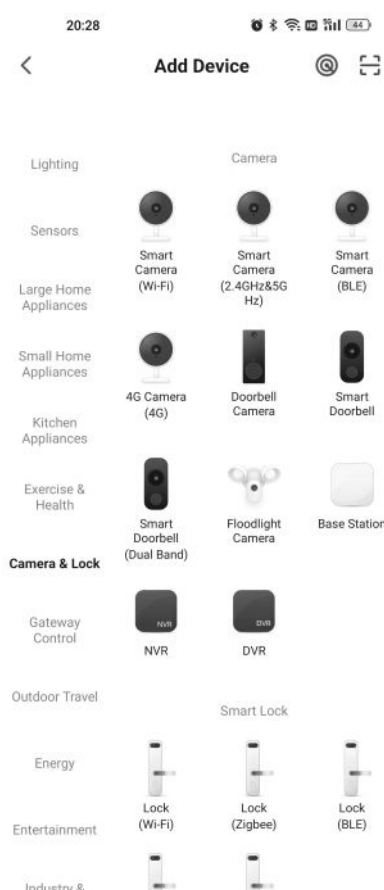 20:28
44
Add Device
Lighting
Sensors
Large Home
Appliances
Small Home
Appliances
Kitchen
Appliances
Exercise &
Health
Camera & Lock
Gateway
Control
Outdoor Travel
Energy
Entertainment
Industry &
Camera
Smart
Camera
(Wi-Fi)
Smart
Camera
(2.4GHz&5G
Hz)
Smart
Camera
(BLE)
4G Camera
(4G)
Doorbell
Camera
Smart
Doorbell
Smart
Doorbell
(Dual Band)
Floodlight
Camera
Base Station
NVR
NVR
DVR
DVR
Smart Lock
Lock
(Wi-Fi)
Lock
(Zigbee)
Lock
(BLE)